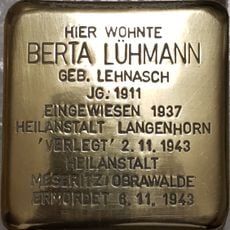 HIER WOHNTE
BERTA LÜHMANN
GEB. LEHNASCH
JG. 1911
EINGEWIESEN 1937
HEILANSTALT LANGENHORN
'VERLEGT' 2.11.1943
HEILANSTALT
MESERITZ/OBRAWALDE
ERMORDET 6.11.1943